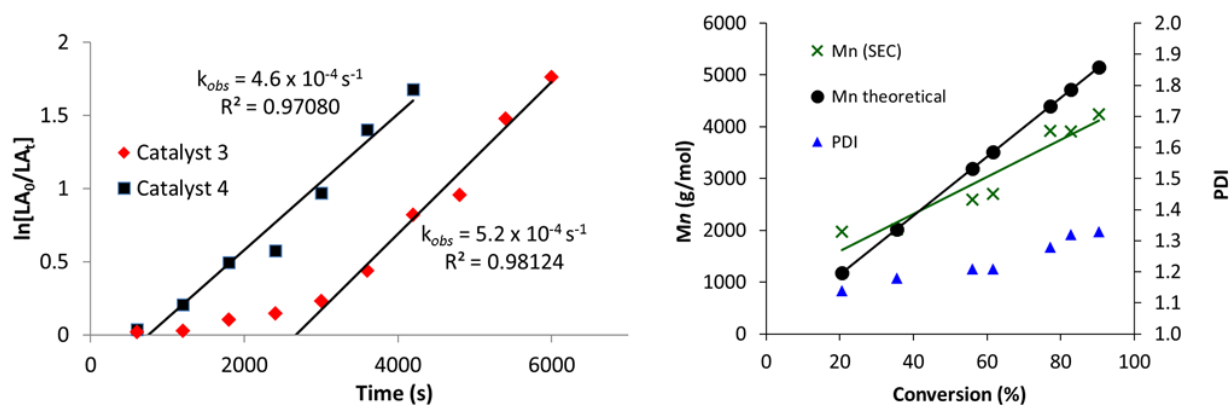 2
1.5
1
0.5
0
0
2000
4000
6000
ln[LA0/LAt]
Time (s)
kobs = 4.6 x 10-4 s-1
R2 = 0.97080
Catalyst 3
Catalyst 4
kobs = 5.2 x 10-4 s-1
R2 = 0.98124
6000
5000
4000
3000
2000
1000
0
Mn (g/mol)
Mn (SEC)
Mn theoretical
PDI
0
20
40
60
80
100
Conversion (%)
2.0
1.9
1.8
1.7
1.6
1.5
1.4
1.3
1.2
1.1
1.0
PDI